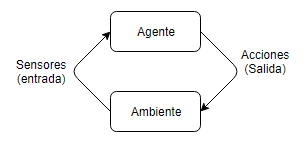 Agente
Sensores
(entrada)
Acciones
(Salida)
Ambiente